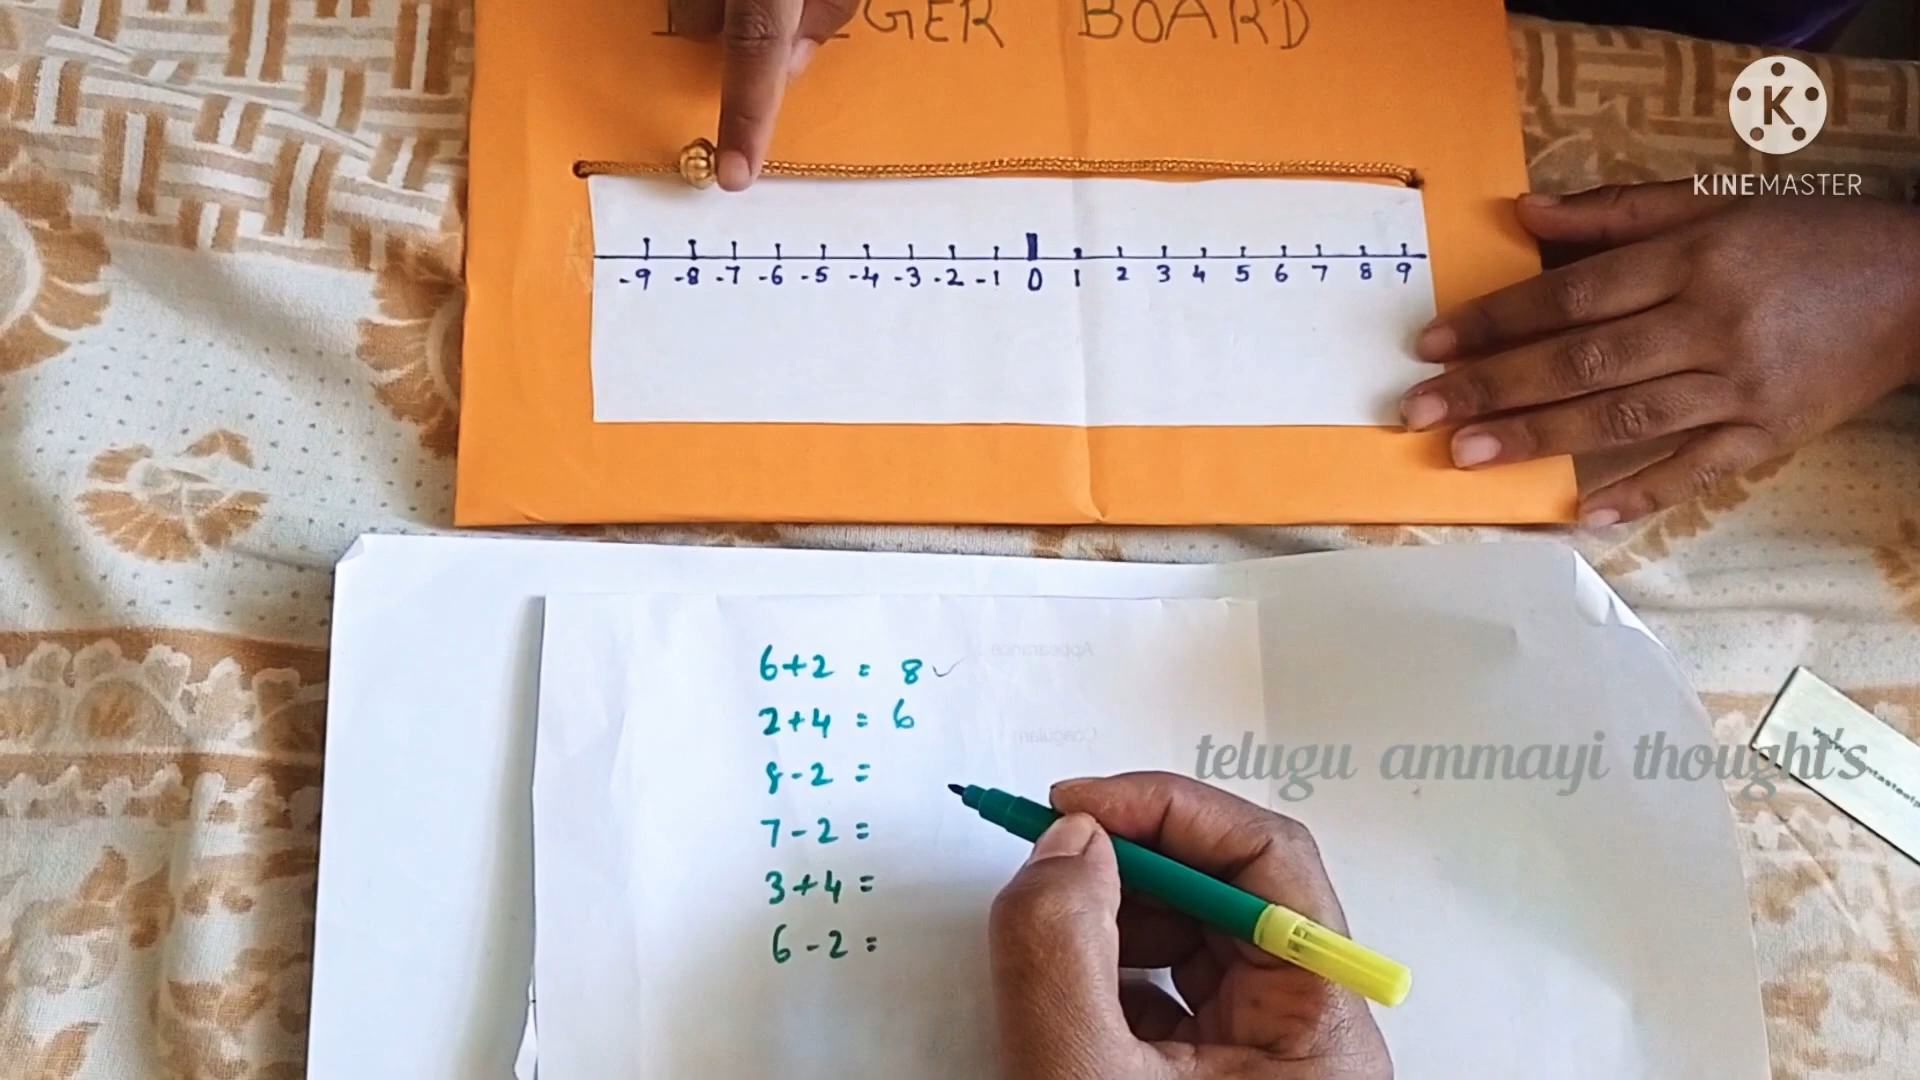 GER BOARD
KINEMASTER
-9 -8 -7 -6 -5 -4 -3 -2 -1 0 1 2 3 4 5 6 7 8 9
6+2 = 8
2+4 = 6
8-2 =
7-2 =
3+4 =
6-2 =
Appearance
telugu ammayi thought's